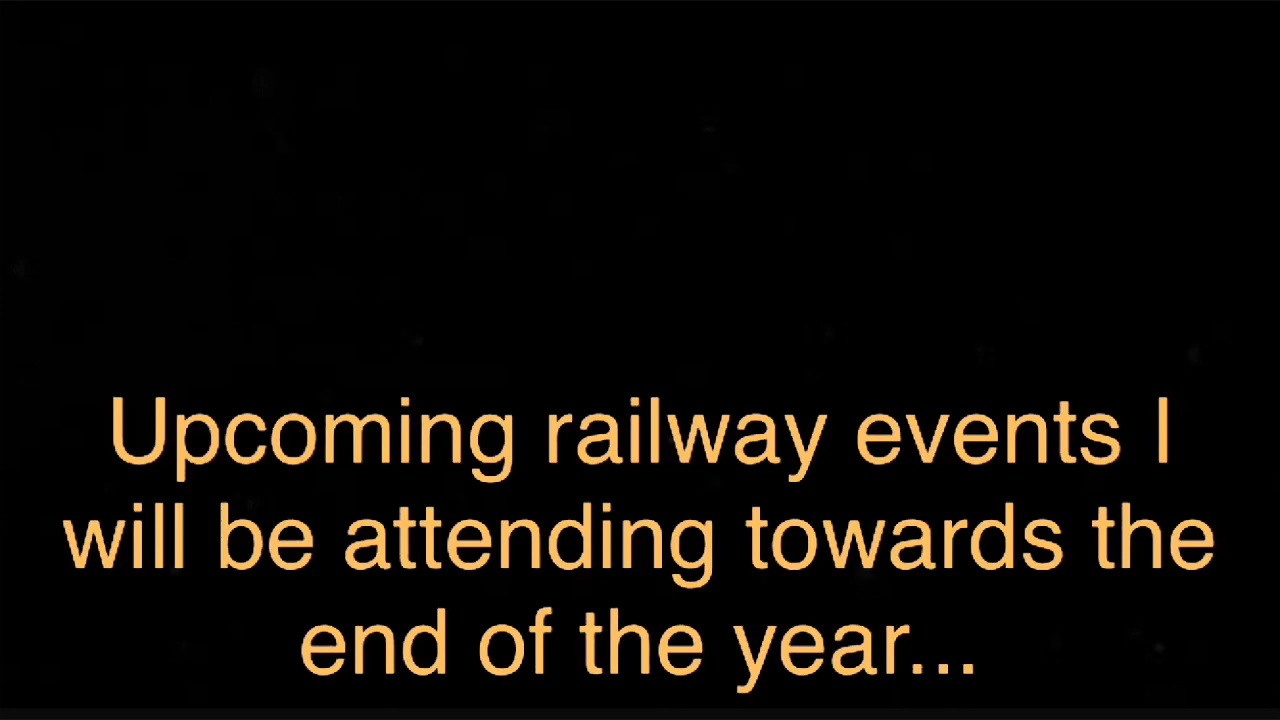 Upcoming railway events I
will be attending towards the
end of the year...